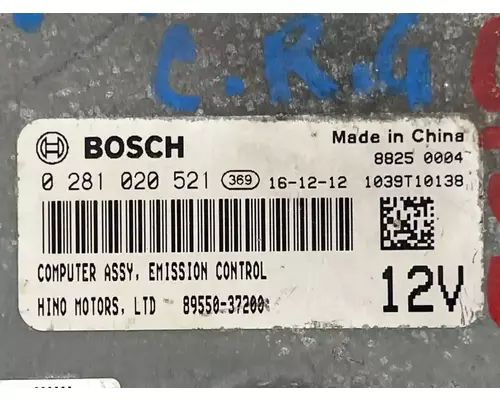 C.R.G
BOSCH
Made in China
8825 0004
0 281 020 521 369 16-12-12 1039T10138
COMPUTER ASSY, EMISSION CONTROL
12V
HINO MOTORS, LTD 89550-37200